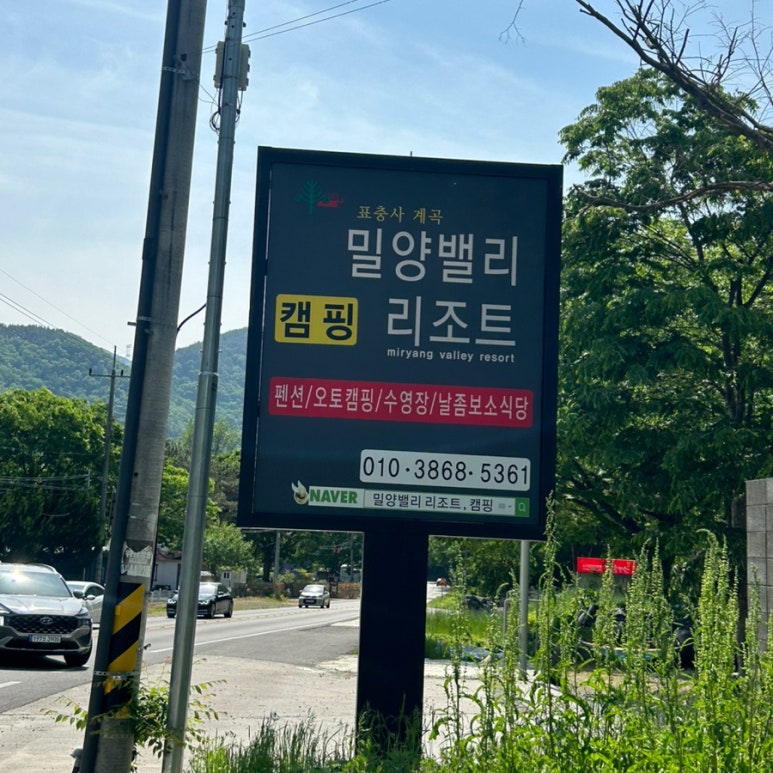 표충사 계곡
밀양밸리
캠핑 리조트
miryang valley resort
펜션/오토캠핑/수영장/날좀보소식당
010·3868·5361
NAVER 밀양밸리 리조트, 캠핑